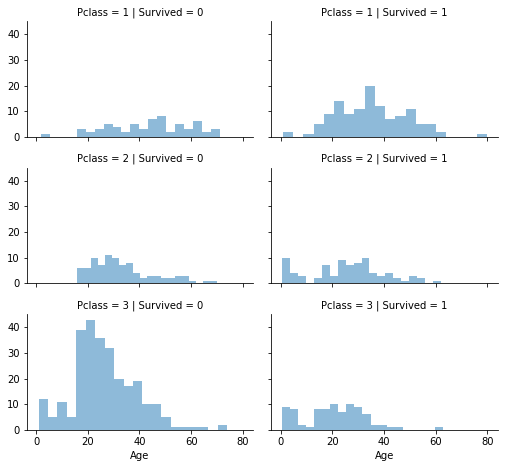 Pclass = 1 | Survived = 0
Pclass = 1 | Survived = 1
40
30
20
10
0
Pclass = 2 | Survived = 0
Pclass = 2 | Survived = 1
40
30
20
10
0
Pclass = 3 | Survived = 0
Pclass = 3 | Survived = 1
40
30
20
10
0
0 20 40 60 80 0 20 40 60 80
Age Age